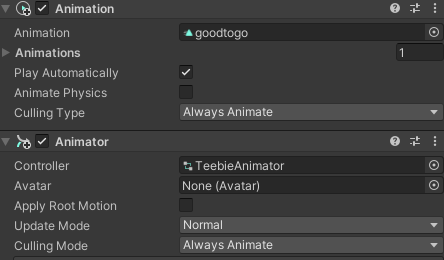 Animation
Animation goodtogo
Animations 1
Play Automatically
Animate Physics
Culling Type Always Animate
Animator
Controller TeebieAnimator
Avatar None (Avatar)
Apply Root Motion
Update Mode Normal
Culling Mode Always Animate